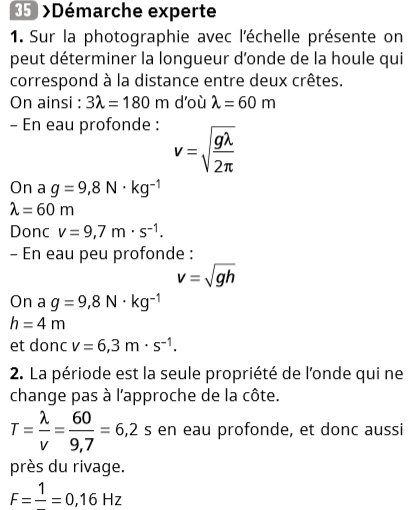 35 >Démarche experte
1. Sur la photographie avec l'échelle présente on
peut déterminer la longueur d'onde de la houle qui
correspond à la distance entre deux crêtes.
On ainsi : 3λ = 180 m d'où λ = 60 m
– En eau profonde :
v = √(gλ/2π)
On a g = 9,8 N · kg⁻¹
λ = 60 m
Donc v = 9,7 m · s⁻¹.
– En eau peu profonde :
v = √gh
On a g = 9,8 N · kg⁻¹
h = 4 m
et donc v = 6,3 m · s⁻¹.
2. La période est la seule propriété de l'onde qui ne
change pas à l'approche de la côte.
T = λ/v = 60/9,7 = 6,2 s en eau profonde, et donc aussi
près du rivage.
F = 1/ = 0,16 Hz